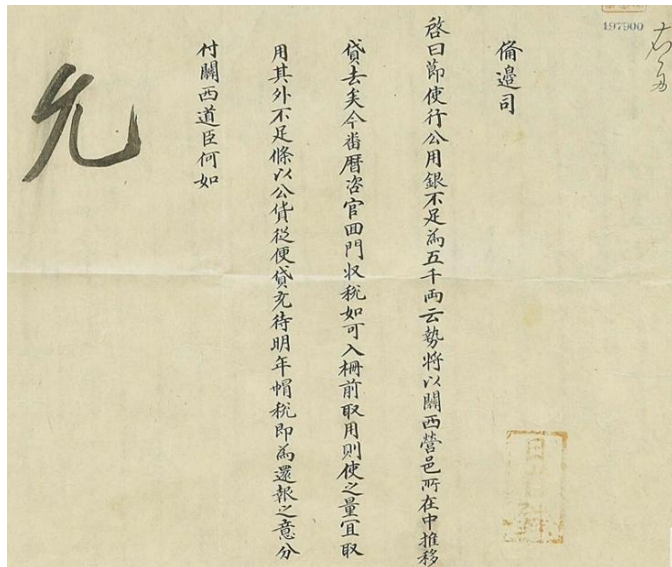 備邊司
啓曰節使行公用銀不足爲五千兩云勢將以關西營邑所在中推移
貸去矣今番曆咨官回門收稅如可入柵前取用則使之量宜取
用其外不足條以公貨從便貸充待明年帽稅即爲還報之意分
付關西道臣何如
允
197900